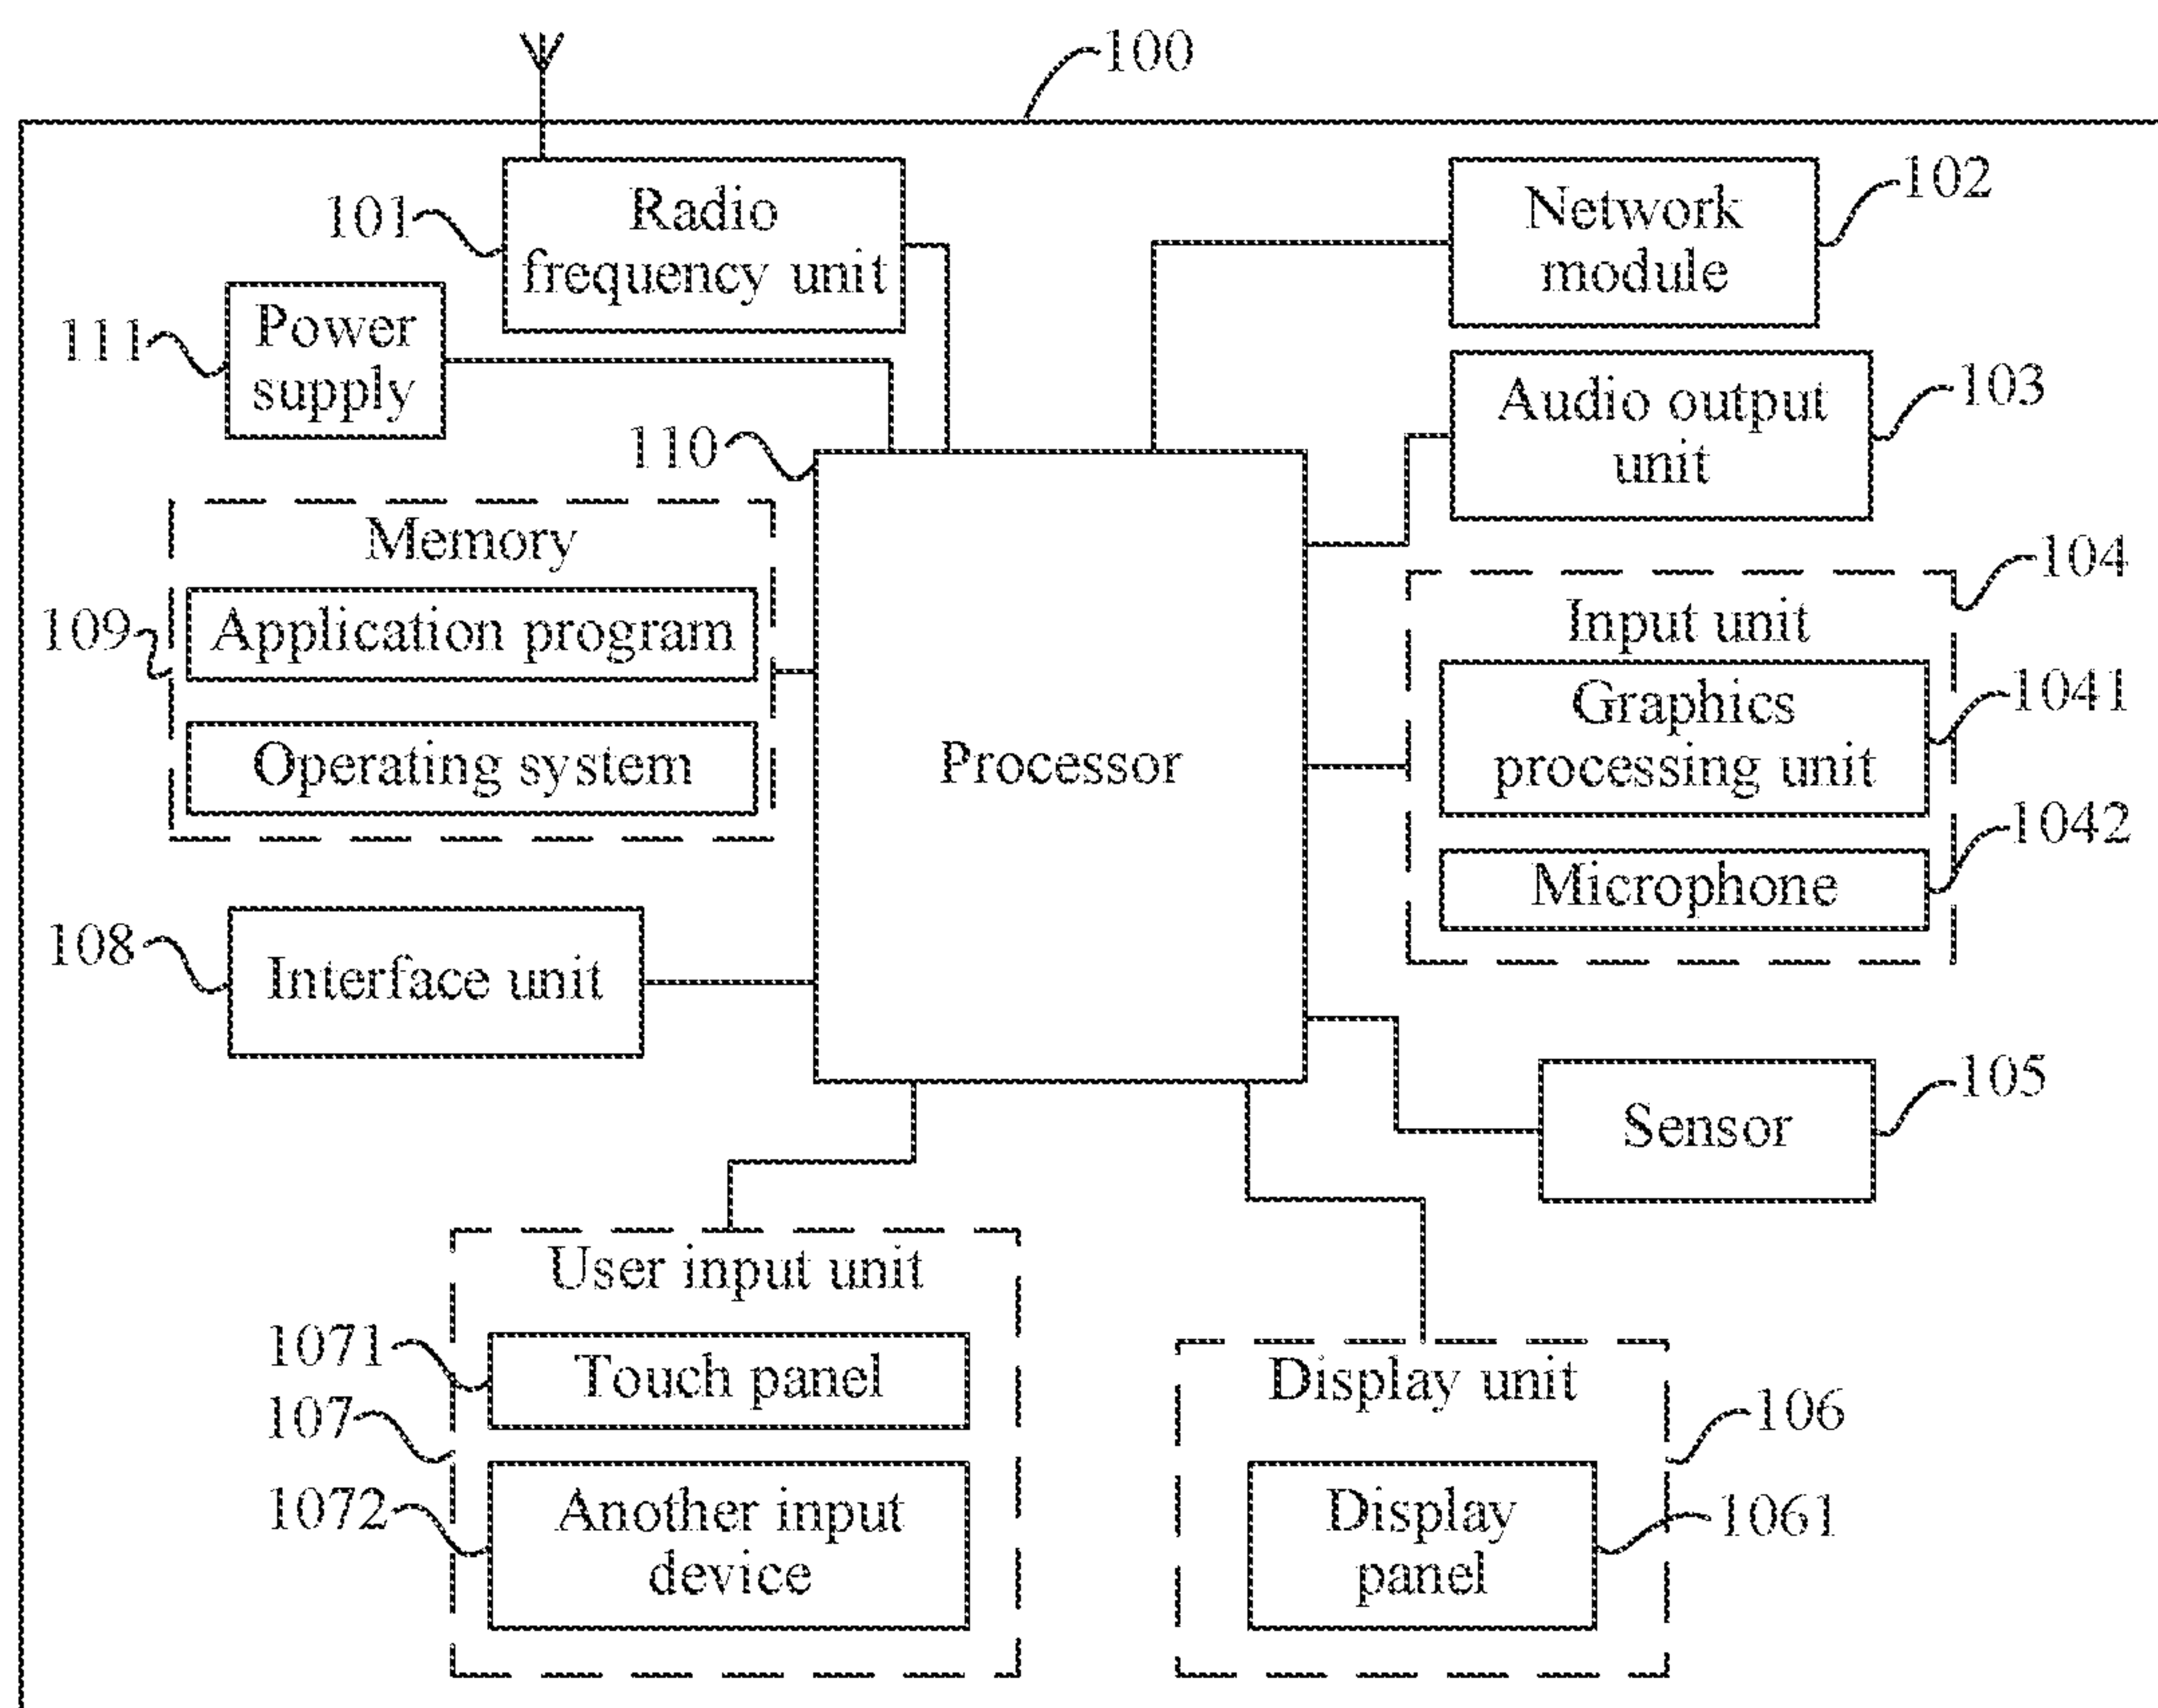 100
101
Radio
frequency unit
Network
module
102
111
Power
supply
110
Audio output
unit
103
Memory
109
Application program
Operating system
Processor
104
Input unit
Graphics
processing unit
1041
Microphone
1042
108
Interface unit
Sensor
105
User input unit
1071
Touch panel
107
1072
Another input
device
Display unit
106
Display
panel
1061